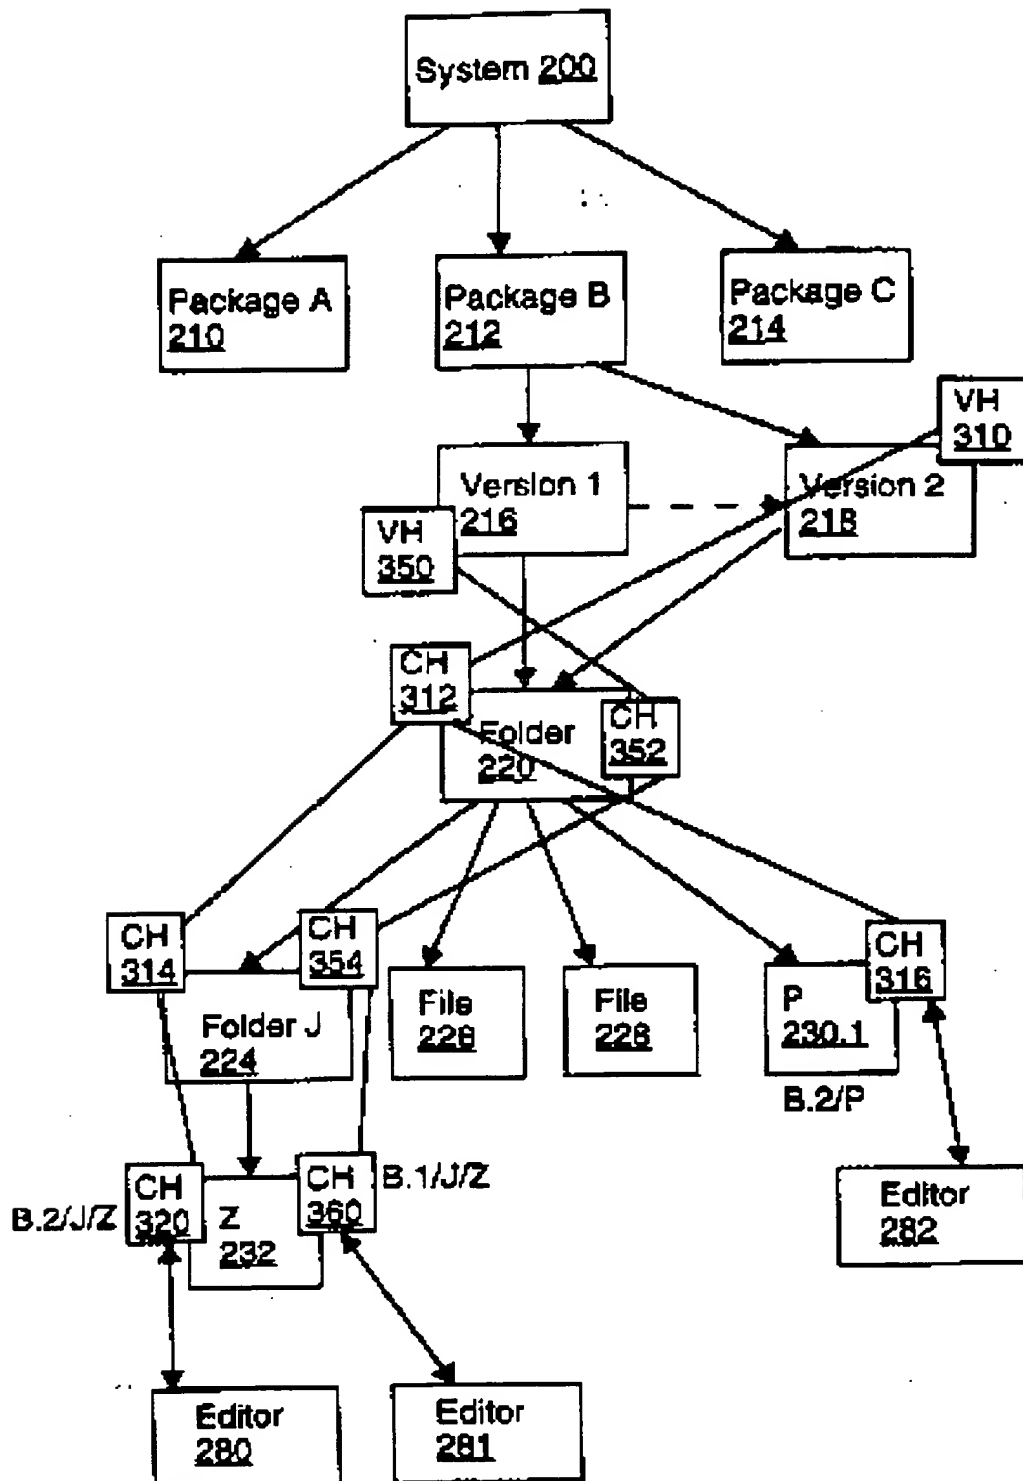 System 200
Package A
210
Package B
212
Package C
214
VH
310
Version 1
216
Version 2
218
VH
350
CH
312
Folder
220
CH
352
CH
314
CH
354
Folder J
224
File
228
File
228
P
230.1
CH
316
B.2/P
B.2/J/Z
CH
320
Z
232
CH
360
B.1/J/Z
Editor
282
Editor
280
Editor
281